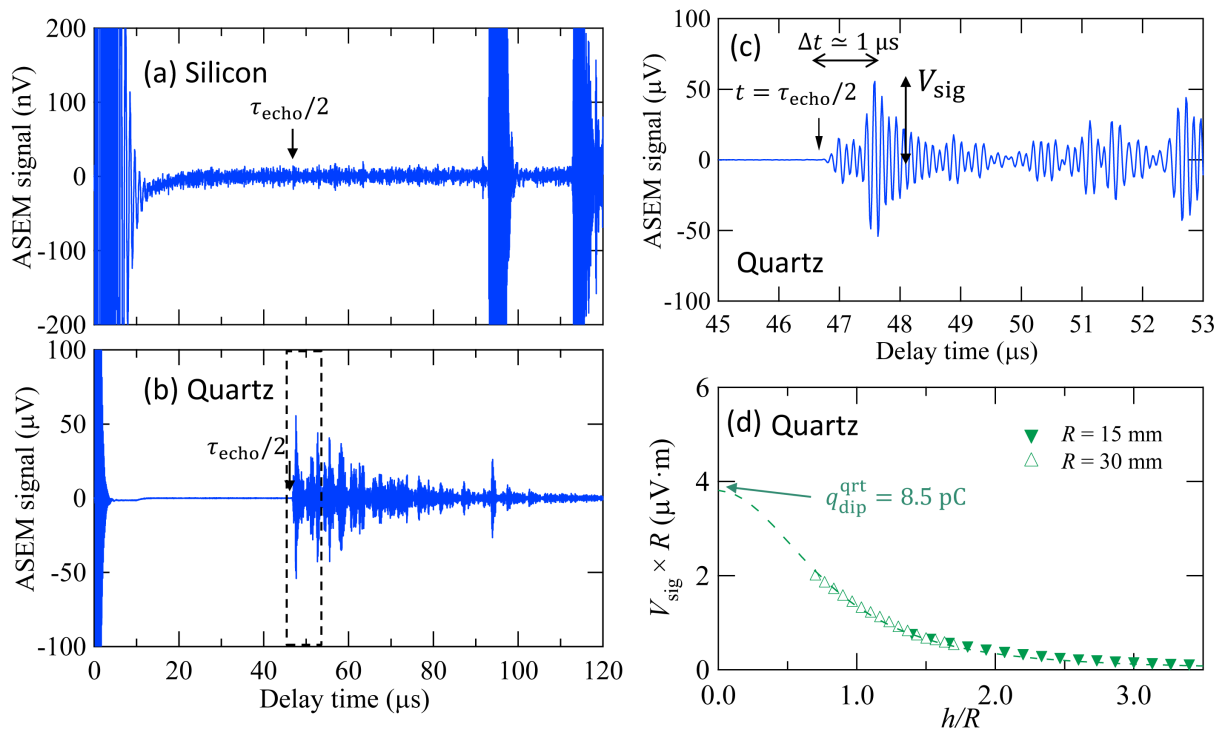 (a) Silicon
τecho/2
ASEM signal (nV)
200
100
0
-100
-200
(b) Quartz
τecho/2
ASEM signal (μV)
100
50
0
-50
-100
0 20 40 60 80 100 120
Delay time (μs)
(c)
Δt ≃ 1 μs
t = τecho/2
Vsig
Quartz
ASEM signal (μV)
100
50
0
-50
-100
45 46 47 48 49 50 51 52 53
Delay time (μs)
(d) Quartz
R = 15 mm
R = 30 mm
q_dip^qrt = 8.5 pC
Vsig × R (μV·m)
6
4
2
0
0.0 1.0 2.0 3.0
h/R